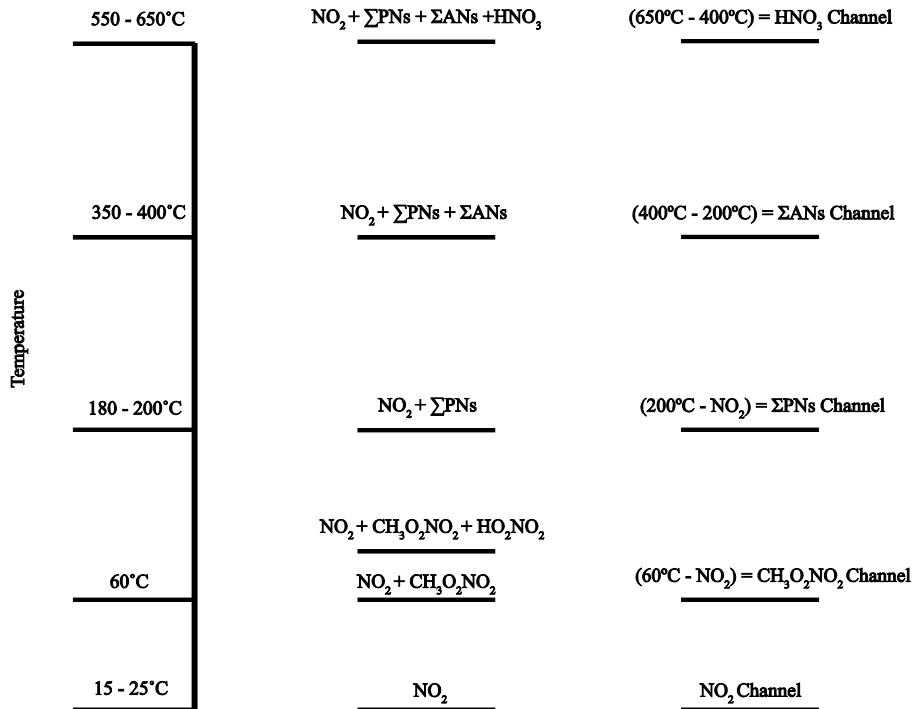 550 - 650˚C NO₂ + ∑PNs + ΣANs +HNO₃ (650ºC - 400ºC) = HNO₃ Channel
350 - 400˚C NO₂ + ∑PNs + ΣANs (400ºC - 200ºC) = ΣANs Channel
Temperature
180 - 200˚C NO₂ + ∑PNs (200ºC - NO₂) = ΣPNs Channel
NO₂ + CH₃O₂NO₂ + HO₂NO₂
60˚C NO₂ + CH₃O₂NO₂ (60ºC - NO₂) = CH₃O₂NO₂ Channel
15 - 25˚C NO₂ NO₂ Channel